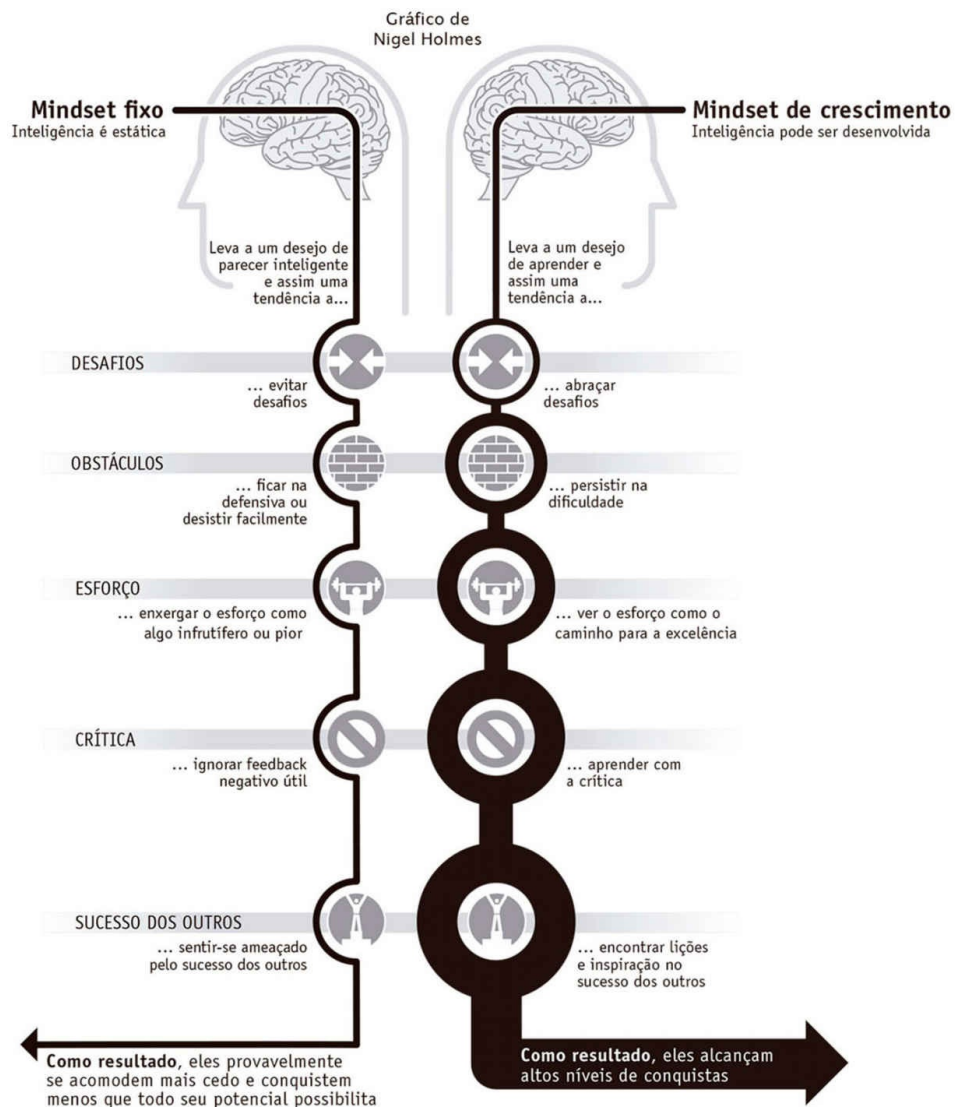 Gráfico de
Nigel Holmes
Mindset fixo
Inteligência é estática
Mindset de crescimento
Inteligência pode ser desenvolvida
Leva a um desejo de
parecer inteligente
e assim uma
tendência a...
Leva a um desejo
de aprender e
assim uma
tendência a...
DESAFIOS
... evitar
desafios
... abraçar
desafios
OBSTÁCULOS
... ficar na
defensiva ou
desistir facilmente
... persistir na
dificuldade
ESFORÇO
... enxergar o esforço como
algo infrutífero ou pior
... ver o esforço como o
caminho para a excelência
CRÍTICA
... ignorar feedback
negativo útil
... aprender com
a crítica
SUCESSO DOS OUTROS
... sentir-se ameaçado
pelo sucesso dos outros
... encontrar lições
e inspiração no
sucesso dos outros
Como resultado, eles provavelmente
se acomodem mais cedo e conquistem
menos que todo seu potencial possibilita
Como resultado, eles alcançam
altos níveis de conquistas